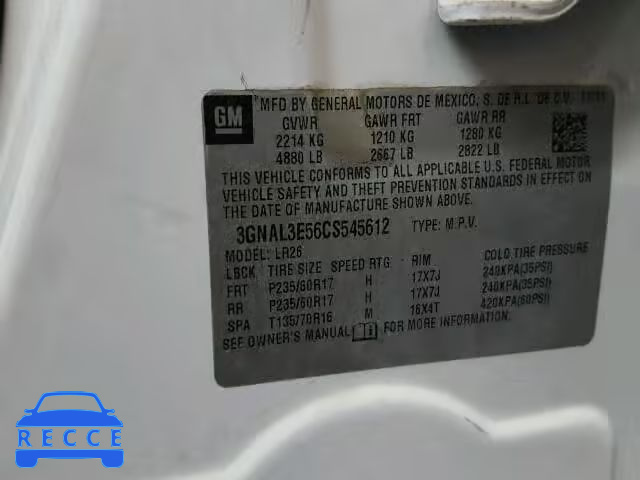 GM
MFD BY GENERAL MOTORS DE MEXICO, S. DE R.L. DE C.V. 11/11
GVWR GAWR FRT GAWR RR
2214 KG 1210 KG 1280 KG
4880 LB 2667 LB 2822 LB
THIS VEHICLE CONFORMS TO ALL APPLICABLE U.S. FEDERAL MOTOR
VEHICLE SAFETY AND THEFT PREVENTION STANDARDS IN EFFECT ON
THE DATE OF MANUFACTURE SHOWN ABOVE.
3GNAL3E56CS545612 TYPE: M.P.V.
MODEL: LR26
LBCK TIRE SIZE SPEED RTG RIM COLD TIRE PRESSURE
FRT P235/60R17 H 17X7J 240KPA(35PSI)
RR P235/60R17 H 17X7J 240KPA(35PSI)
SPA T135/70R16 M 16X4T 420KPA(60PSI)
SEE OWNER'S MANUAL FOR MORE INFORMATION.
RECCE